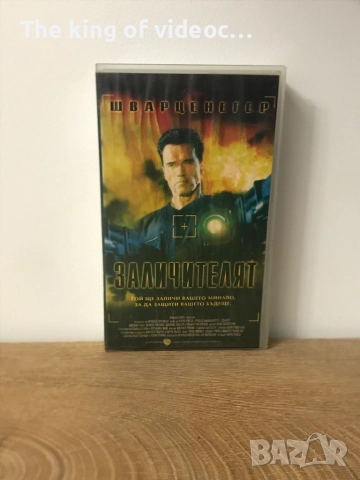 The king of videoc...
ШВАРЦЕНЕГЕР
ЗАЛИЧИТЕЛЯТ
ТОЙ ЩЕ ЗАЛИЧИ ВАШЕТО МИНАЛО,
ЗА ДА ЗАЩИТИ ВАШЕТО БЪДЕЩЕ.
BAZAR